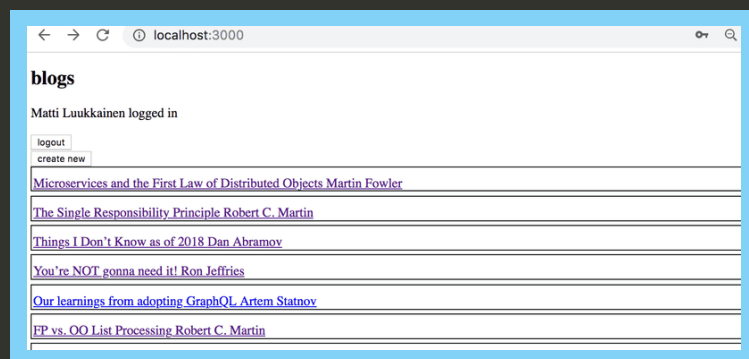 localhost:3000
blogs
Matti Luukkainen logged in
logout
create new
Microservices and the First Law of Distributed Objects Martin Fowler
The Single Responsibility Principle Robert C. Martin
Things I Don’t Know as of 2018 Dan Abramov
You’re NOT gonna need it! Ron Jeffries
Our learnings from adopting GraphQL Artem Statnov
FP vs. OO List Processing Robert C. Martin